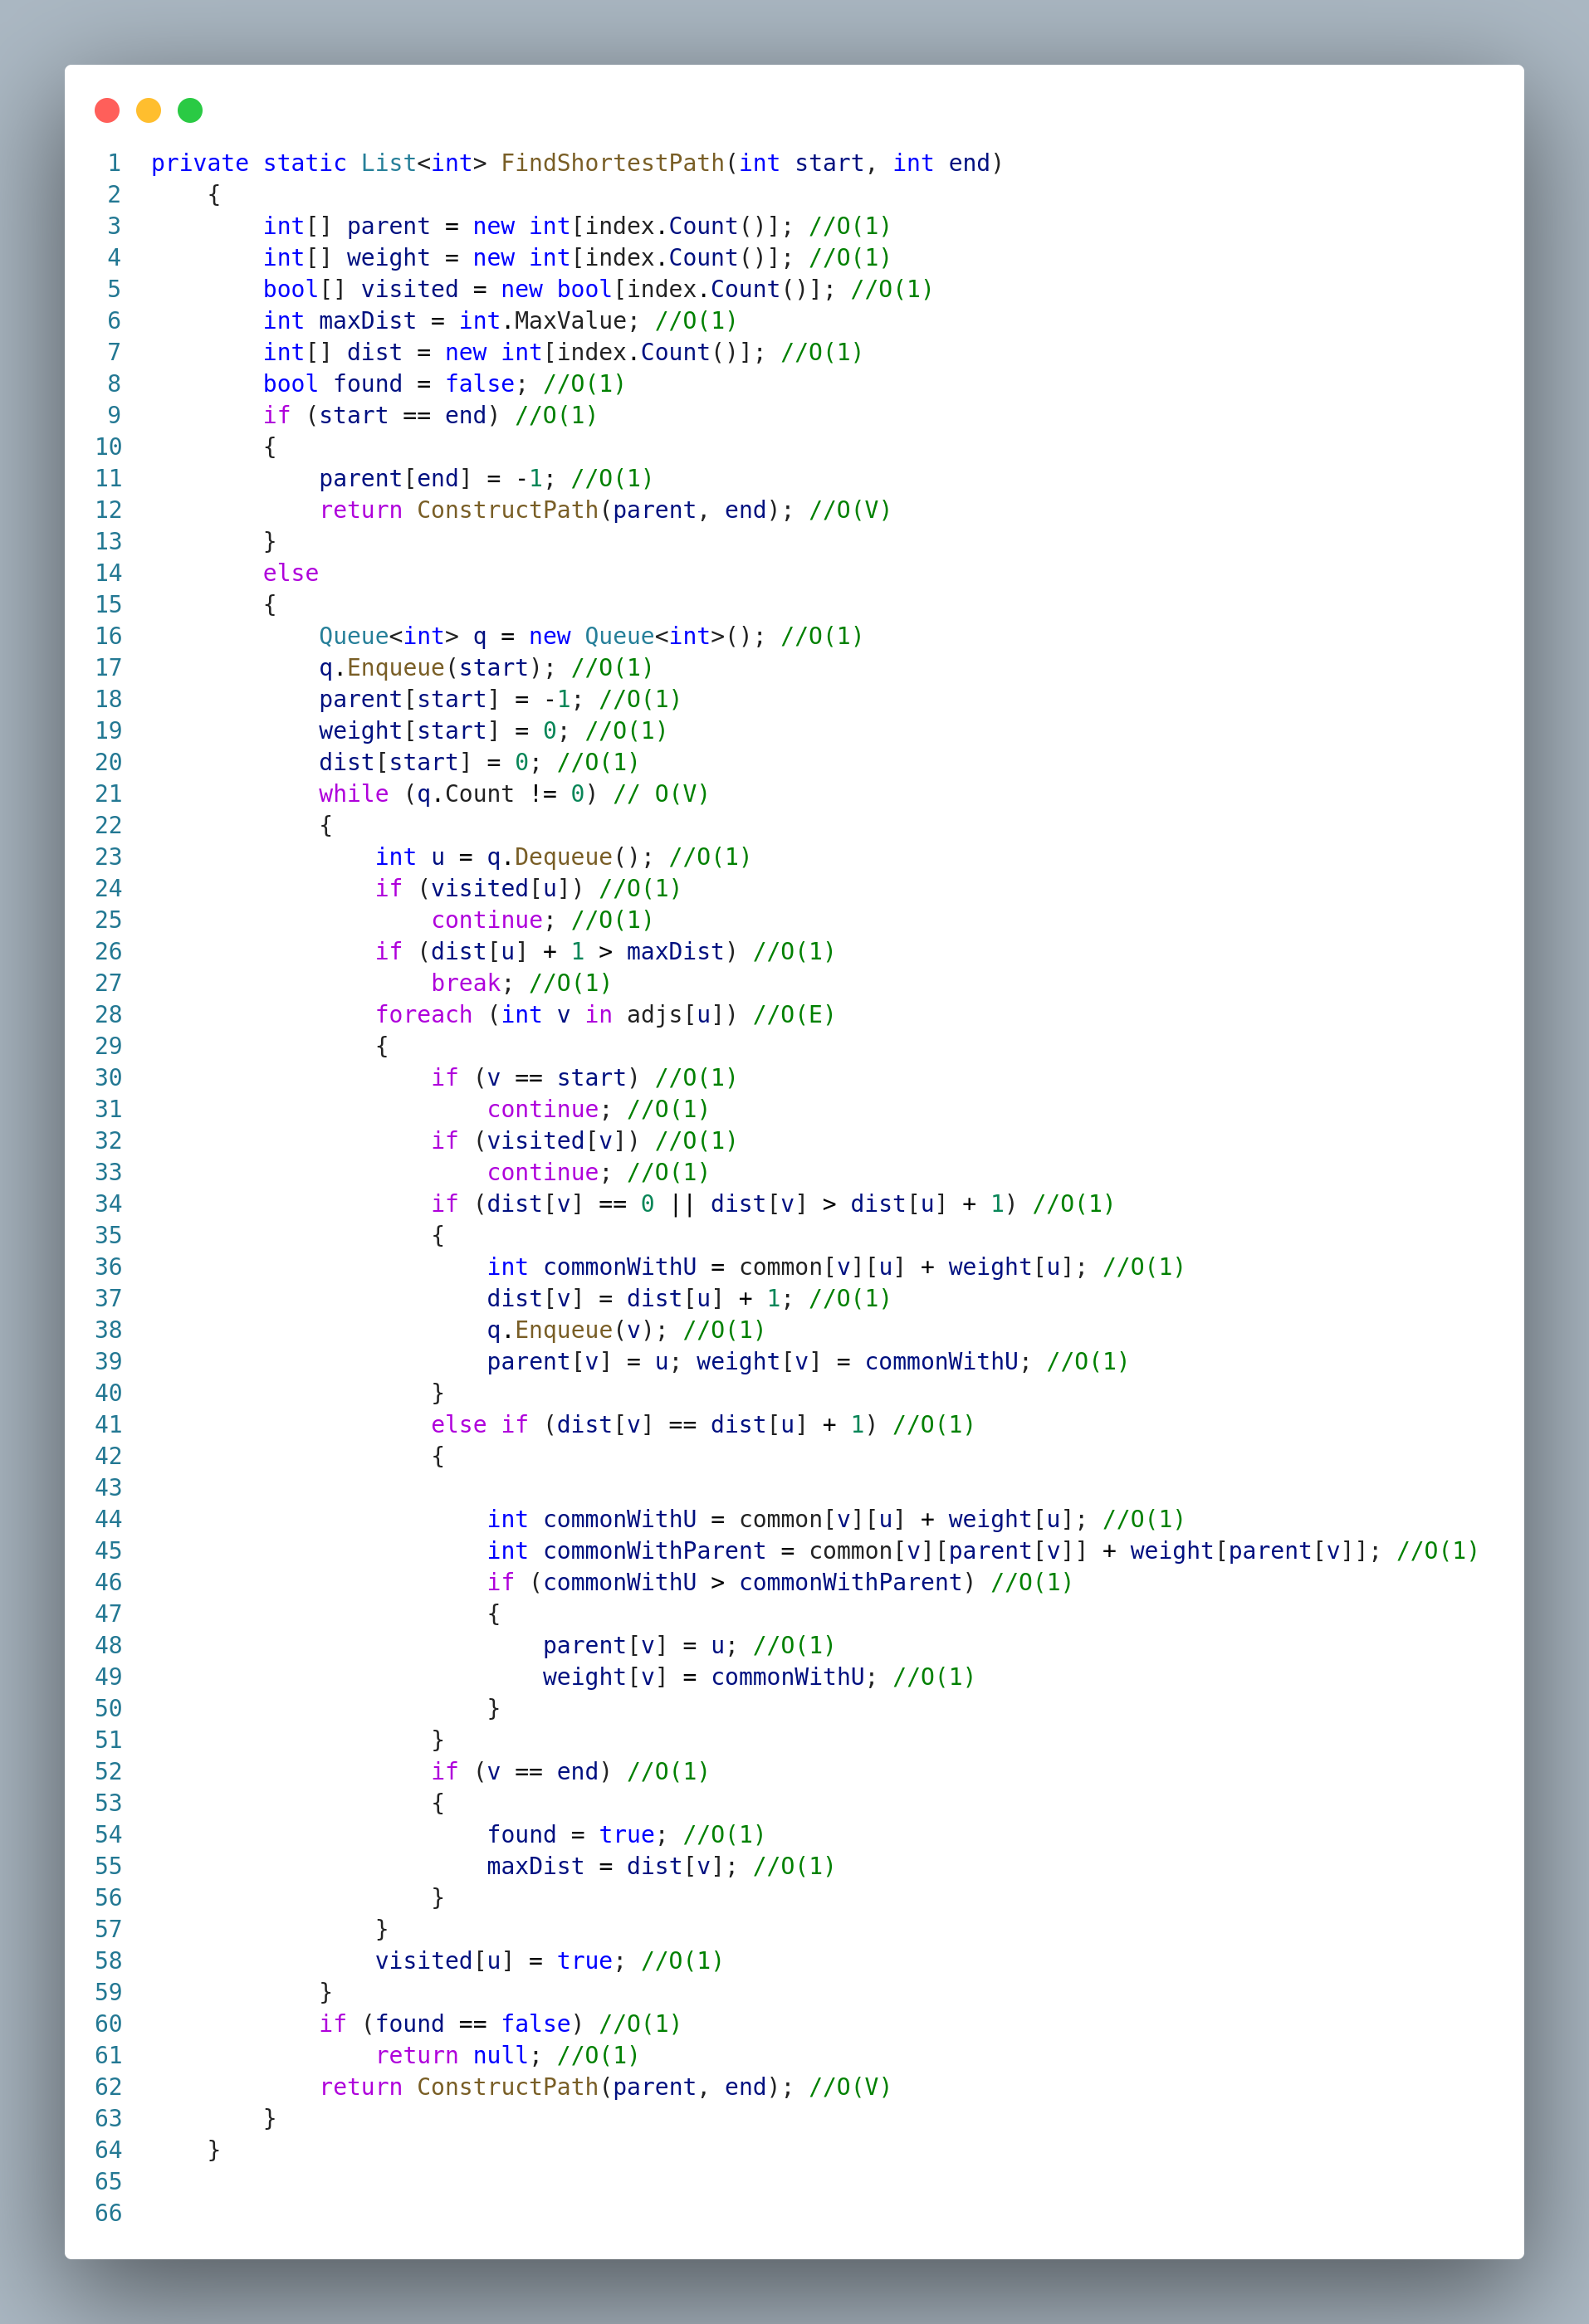 1 private static List<int> FindShortestPath(int start, int end)
2     {
3         int[] parent = new int[index.Count()]; //O(1)
4         int[] weight = new int[index.Count()]; //O(1)
5         bool[] visited = new bool[index.Count()]; //O(1)
6         int maxDist = int.MaxValue; //O(1)
7         int[] dist = new int[index.Count()]; //O(1)
8         bool found = false; //O(1)
9         if (start == end) //O(1)
10         {
11             parent[end] = -1; //O(1)
12             return ConstructPath(parent, end); //O(V)
13         }
14         else
15         {
16             Queue<int> q = new Queue<int>(); //O(1)
17             q.Enqueue(start); //O(1)
18             parent[start] = -1; //O(1)
19             weight[start] = 0; //O(1)
20             dist[start] = 0; //O(1)
21             while (q.Count != 0) // O(V)
22             {
23                 int u = q.Dequeue(); //O(1)
24                 if (visited[u]) //O(1)
25                     continue; //O(1)
26                 if (dist[u] + 1 > maxDist) //O(1)
27                     break; //O(1)
28                 foreach (int v in adjs[u]) //O(E)
29                 {
30                     if (v == start) //O(1)
31                         continue; //O(1)
32                     if (visited[v]) //O(1)
33                         continue; //O(1)
34                     if (dist[v] == 0 || dist[v] > dist[u] + 1) //O(1)
35                     {
36                         int commonWithU = common[v][u] + weight[u]; //O(1)
37                         dist[v] = dist[u] + 1; //O(1)
38                         q.Enqueue(v); //O(1)
39                         parent[v] = u; weight[v] = commonWithU; //O(1)
40                     }
41                     else if (dist[v] == dist[u] + 1) //O(1)
42                     {
43
44                         int commonWithU = common[v][u] + weight[u]; //O(1)
45                         int commonWithParent = common[v][parent[v]] + weight[parent[v]]; //O(1)
46                         if (commonWithU > commonWithParent) //O(1)
47                         {
48                             parent[v] = u; //O(1)
49                             weight[v] = commonWithU; //O(1)
50                         }
51                     }
52                     if (v == end) //O(1)
53                     {
54                         found = true; //O(1)
55                         maxDist = dist[v]; //O(1)
56                     }
57                 }
58                 visited[u] = true; //O(1)
59             }
60             if (found == false) //O(1)
61                 return null; //O(1)
62             return ConstructPath(parent, end); //O(V)
63         }
64     }
65
66